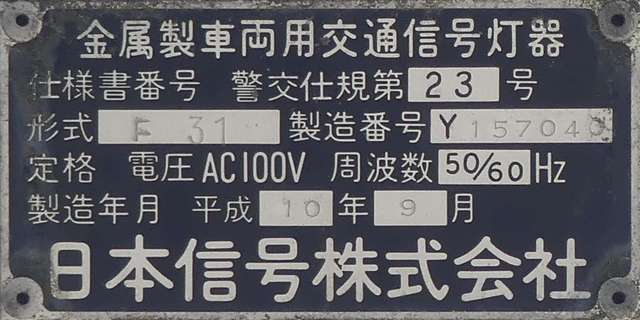 金属製車両用交通信号灯器
仕様書番号 警交仕規第 23 号
形式 F 31 製造番号 Y 157040
定格 電圧 AC100V 周波数 50/60 Hz
製造年月 平成 10 年 9 月
日本信号株式会社